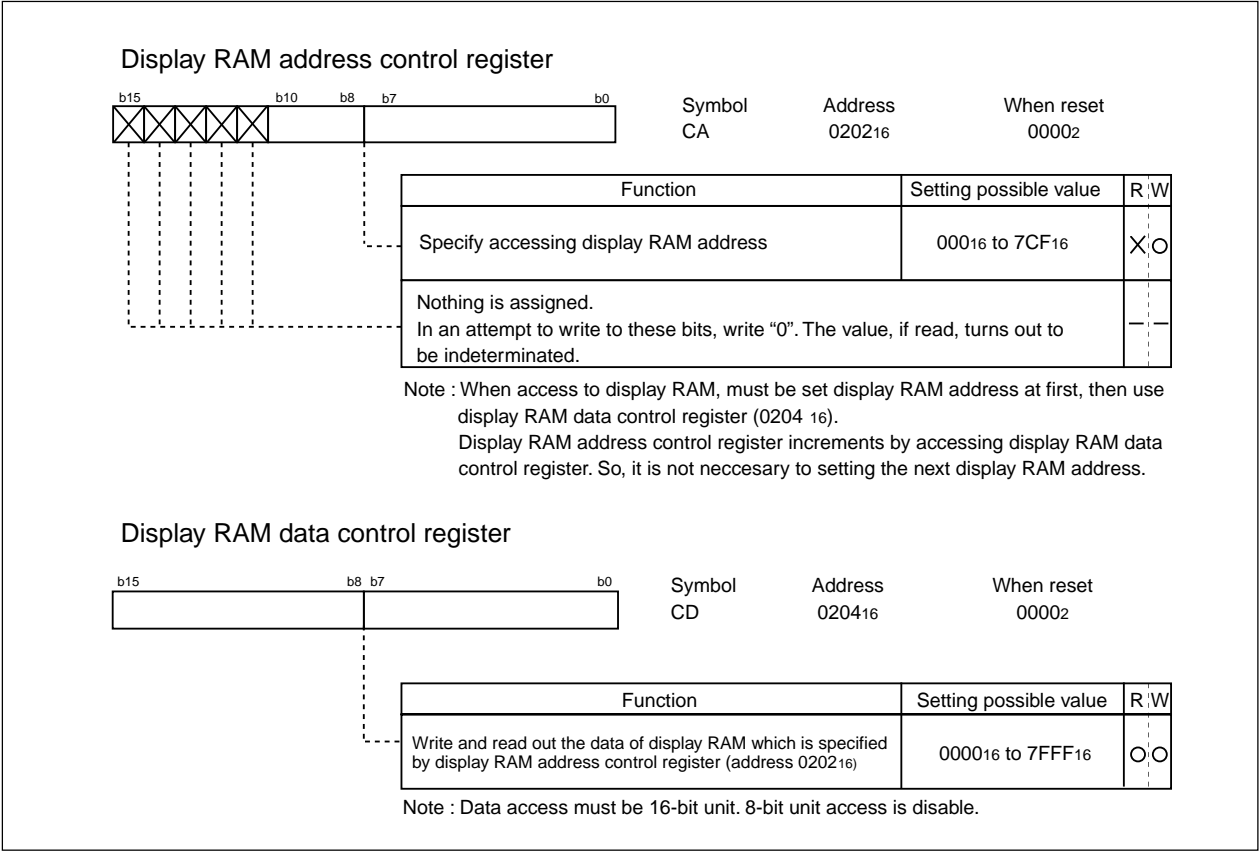 Display RAM address control register
b15 b10 b8 b7 b0
Symbol Address When reset
CA 020216 00002
Function Setting possible value R W
Specify accessing display RAM address 00016 to 7CF16 X O
Nothing is assigned.
In an attempt to write to these bits, write “0”. The value, if read, turns out to
be indeterminated.
— —
Note : When access to display RAM, must be set display RAM address at first, then use
display RAM data control register (0204 16).
Display RAM address control register increments by accessing display RAM data
control register. So, it is not neccesary to setting the next display RAM address.
Display RAM data control register
b15 b8 b7 b0
Symbol Address When reset
CD 020416 00002
Function Setting possible value R W
Write and read out the data of display RAM which is specified
by display RAM address control register (address 020216)
000016 to 7FFF16 O O
Note : Data access must be 16-bit unit. 8-bit unit access is disable.